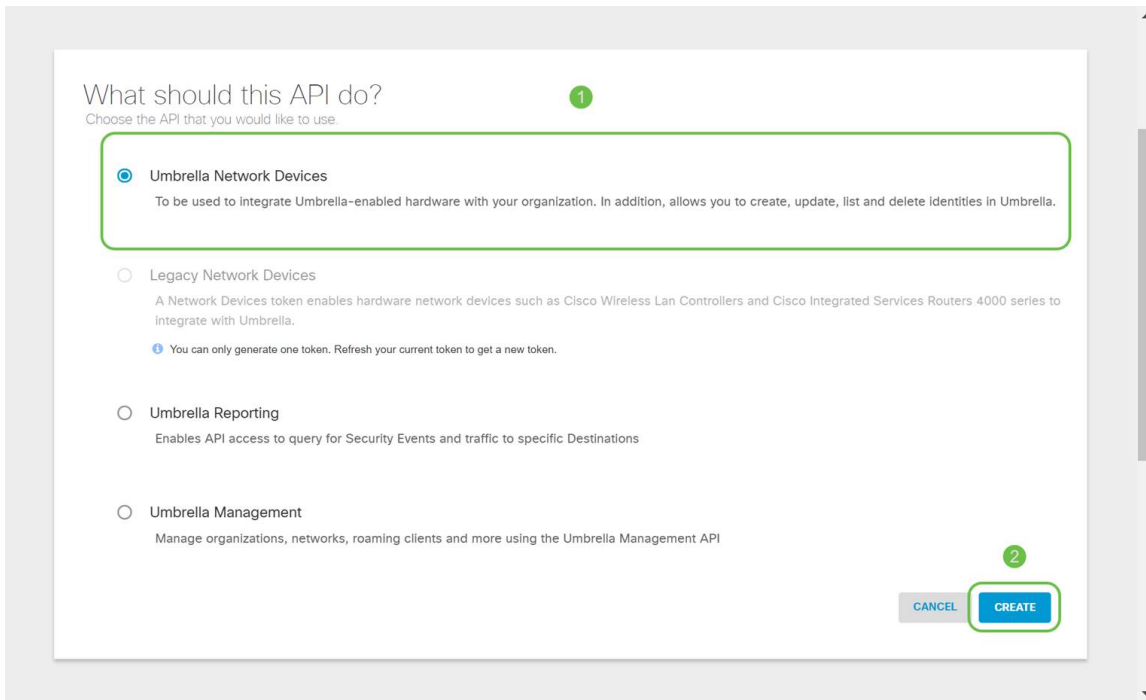 What should this API do?
1
Choose the API that you would like to use.
Umbrella Network Devices
To be used to integrate Umbrella-enabled hardware with your organization. In addition, allows you to create, update, list and delete identities in Umbrella.
Legacy Network Devices
A Network Devices token enables hardware network devices such as Cisco Wireless Lan Controllers and Cisco Integrated Services Routers 4000 series to
integrate with Umbrella.
You can only generate one token. Refresh your current token to get a new token.
Umbrella Reporting
Enables API access to query for Security Events and traffic to specific Destinations
Umbrella Management
Manage organizations, networks, roaming clients and more using the Umbrella Management API
2
CANCEL CREATE